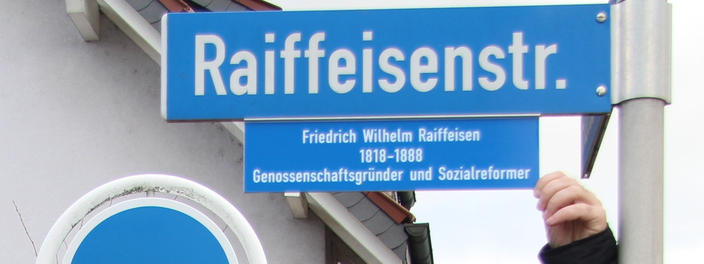 Raiffeisenstr.
Friedrich Wilhelm Raiffeisen
1818-1888
Genossenschaftsgründer und Sozialreformer